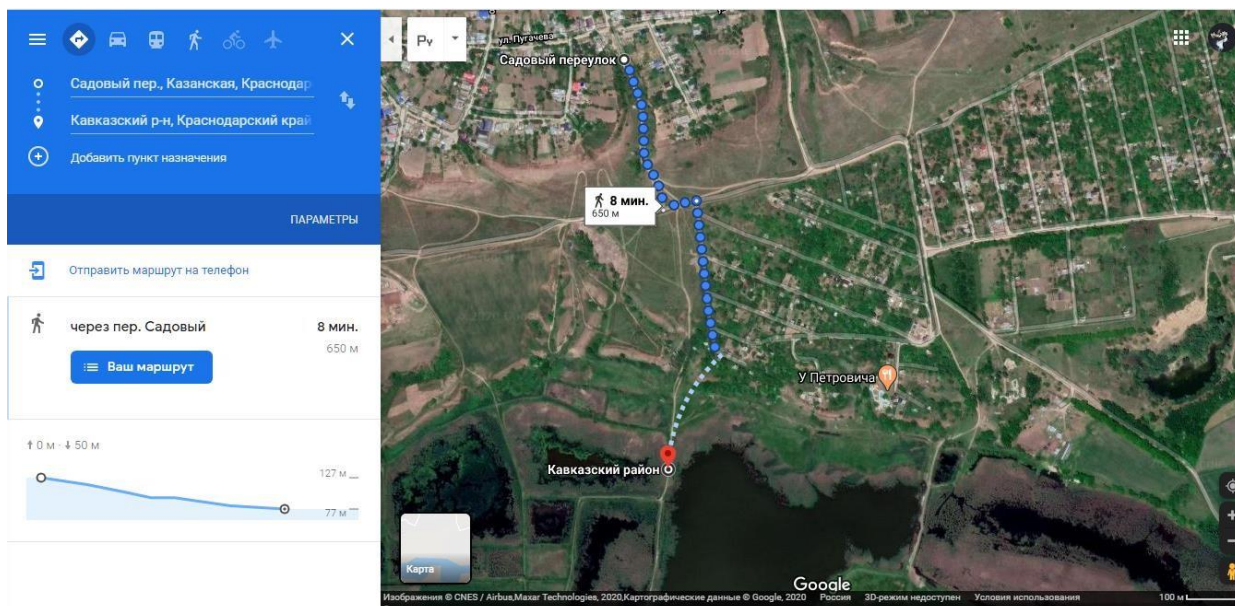 Садовый пер., Казанская, Краснодар
Кавказский р-н, Краснодарский край
Добавить пункт назначения
ПАРАМЕТРЫ
Отправить маршрут на телефон
через пер. Садовый
8 мин.
650 м
Ваш маршрут
↑ 0 м · ↓ 50 м
127 м
77 м
ул. Пугачева
Садовый переулок
8 мин.
650 м
У Петровича
Кавказский район
Карта
Google
Изображения © CNES / Airbus,Maxar Technologies, 2020,Картографические данные © Google, 2020 Россия 3D-режим недоступен Условия использования 100 м